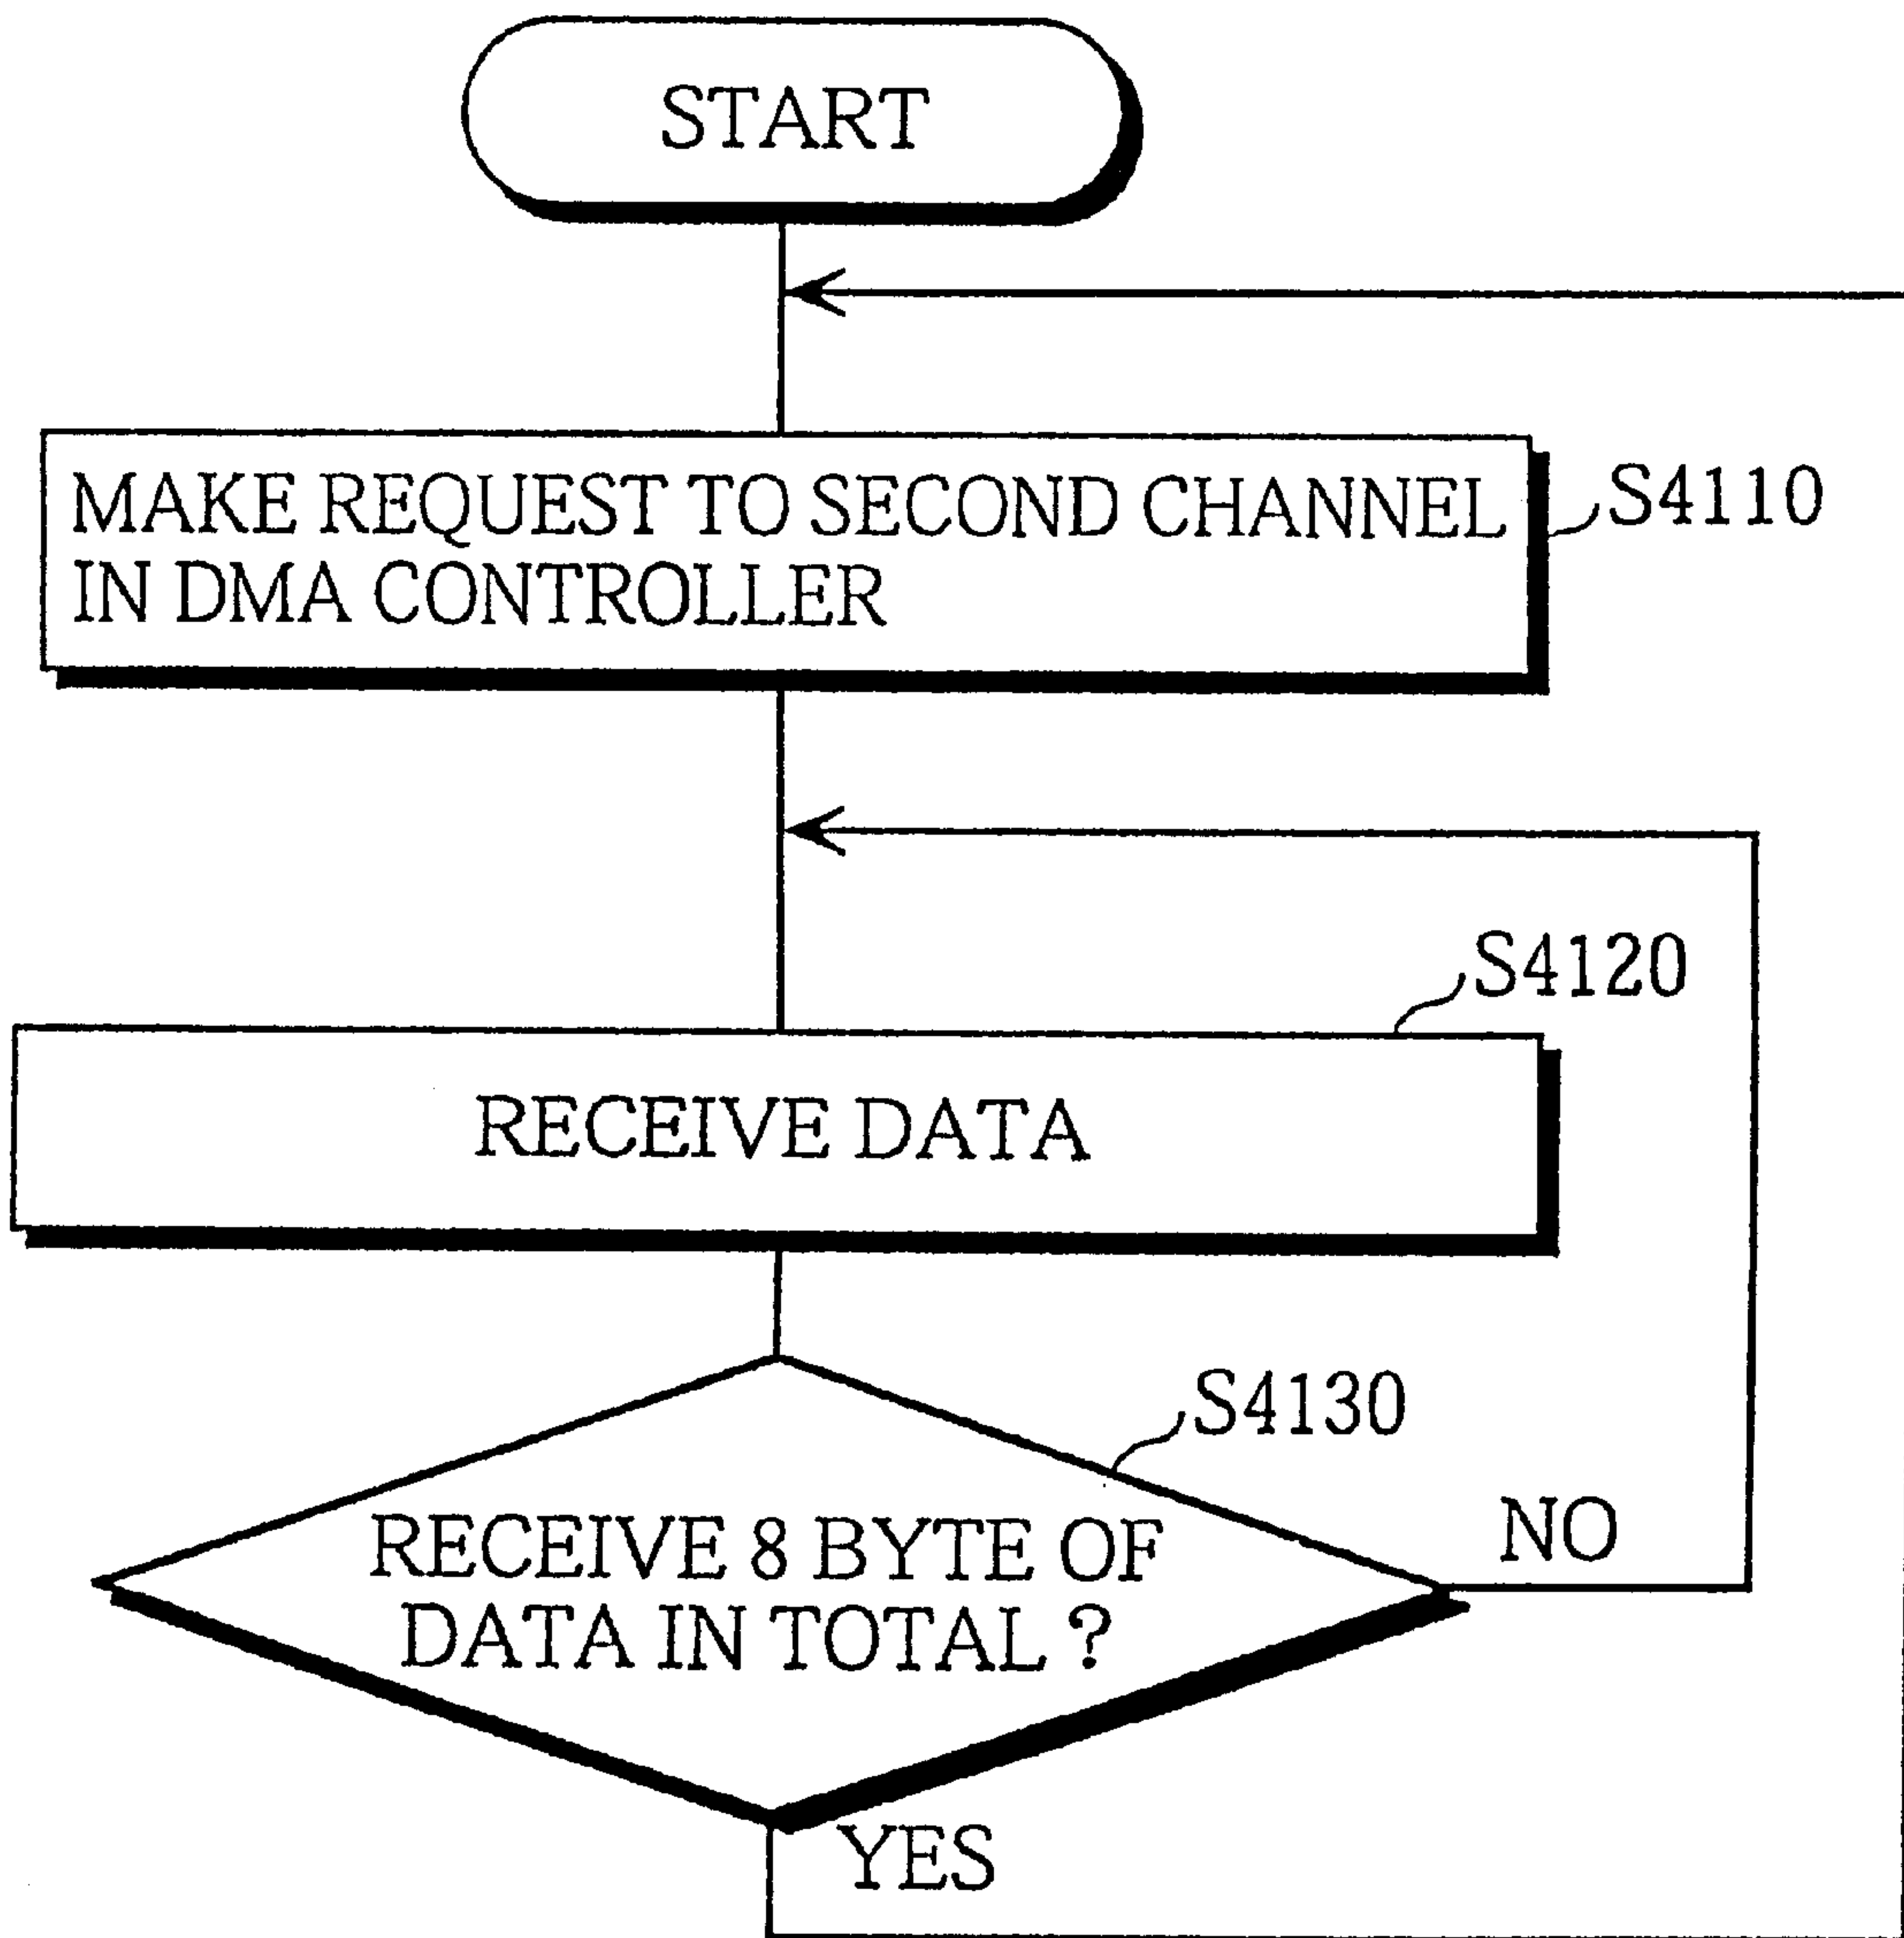 START
MAKE REQUEST TO SECOND CHANNEL
IN DMA CONTROLLER
S4110
S4120
RECEIVE DATA
S4130
RECEIVE 8 BYTE OF
DATA IN TOTAL ?
NO
YES